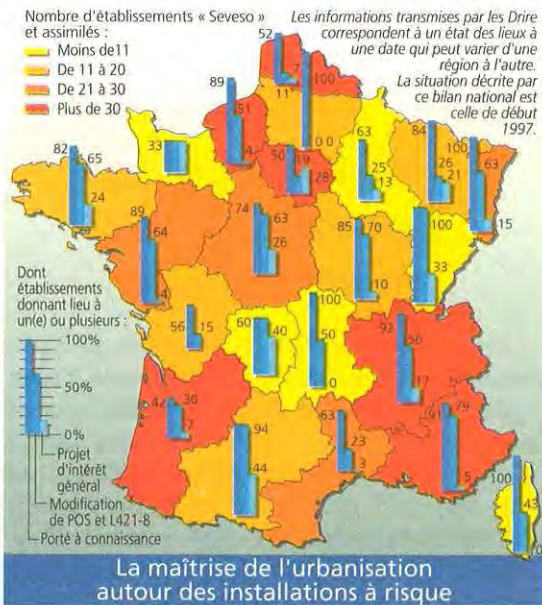 Nombre d'établissements « Seveso »
et assimilés :
Moins de11
De 11 à 20
De 21 à 30
Plus de 30
Les informations transmises par les Drire
correspondent à un état des lieux à
une date qui peut varier d'une
région à l'autre.
La situation décrite par
ce bilan national est
celle de début
1997.
52
7
11
100
0 0
89
51
4
33
50
19
28
63
25
13
84
26
21
100
63
15
82
65
24
89
64
4
74
63
26
85
70
10
100
33
56
15
60
40
100
50
0
92
50
17
42
36
7
94
44
63
23
3
91
79
5
100
43
0
Dont
établissements
donnant lieu à
un(e) ou plusieurs :
100%
50%
0%
Projet
d'intérêt
général
Modification
de POS et L421-8
Porté à connaissance
La maîtrise de l'urbanisation
autour des installations à risque